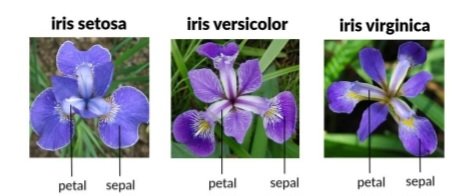 iris setosa
iris versicolor
iris virginica
petal sepal
petal sepal
petal sepal